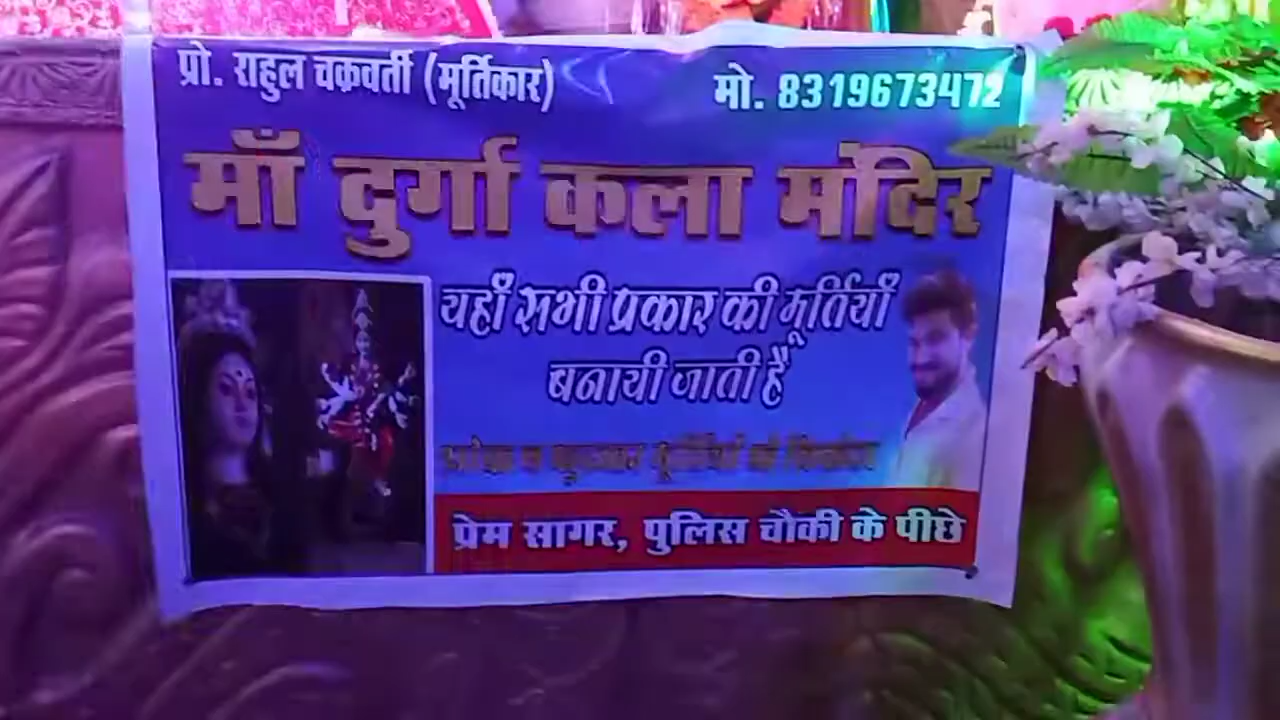 प्रो. राहुल चक्रवर्ती (मूर्तिकार)
मो. 8319673472
माँ दुर्गा कला मंदिर
यहाँ सभी प्रकार की मूर्तियाँ
बनायी जाती हैं
प्रेम सागर, पुलिस चौकी के पीछे